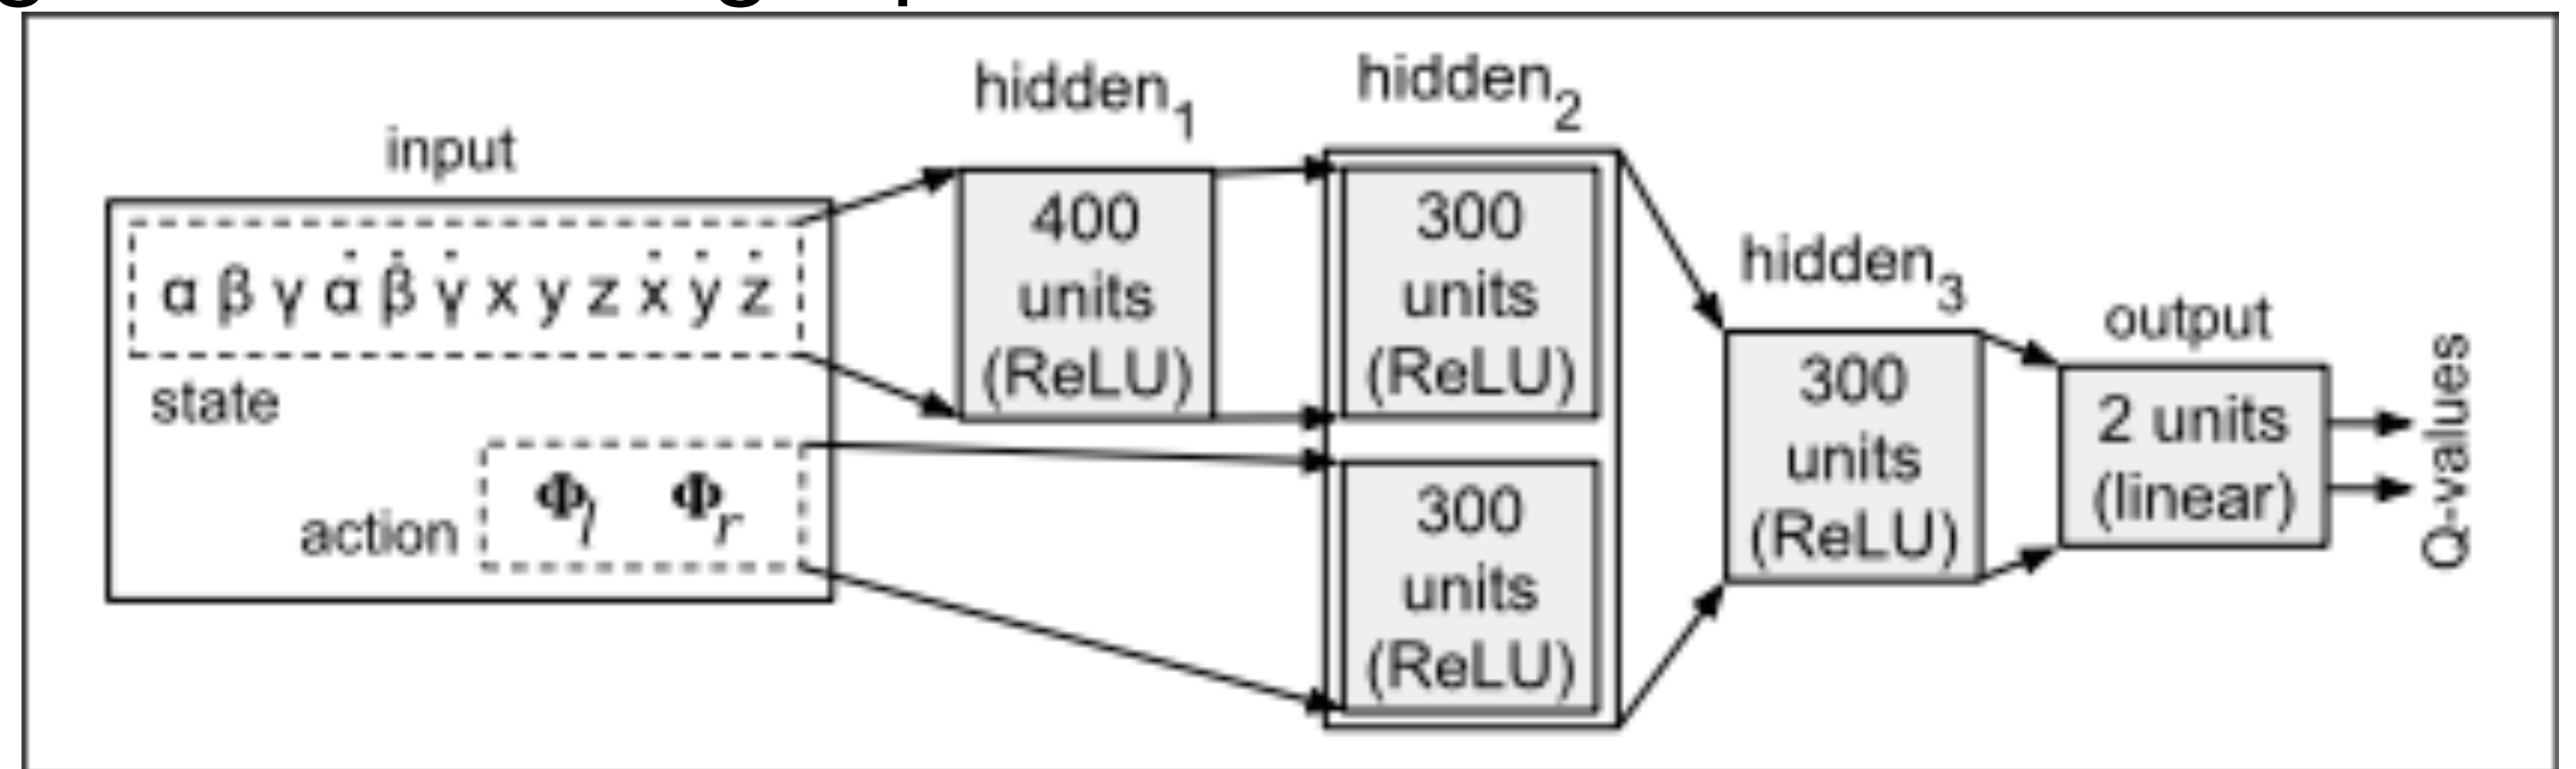 input
α β γ α̇ β̇ γ̇ x y z ẋ ẏ ż
state
action
Φl Φr
hidden1
400
units
(ReLU)
hidden2
300
units
(ReLU)
300
units
(ReLU)
hidden3
300
units
(ReLU)
output
2 units
(linear)
Q-values